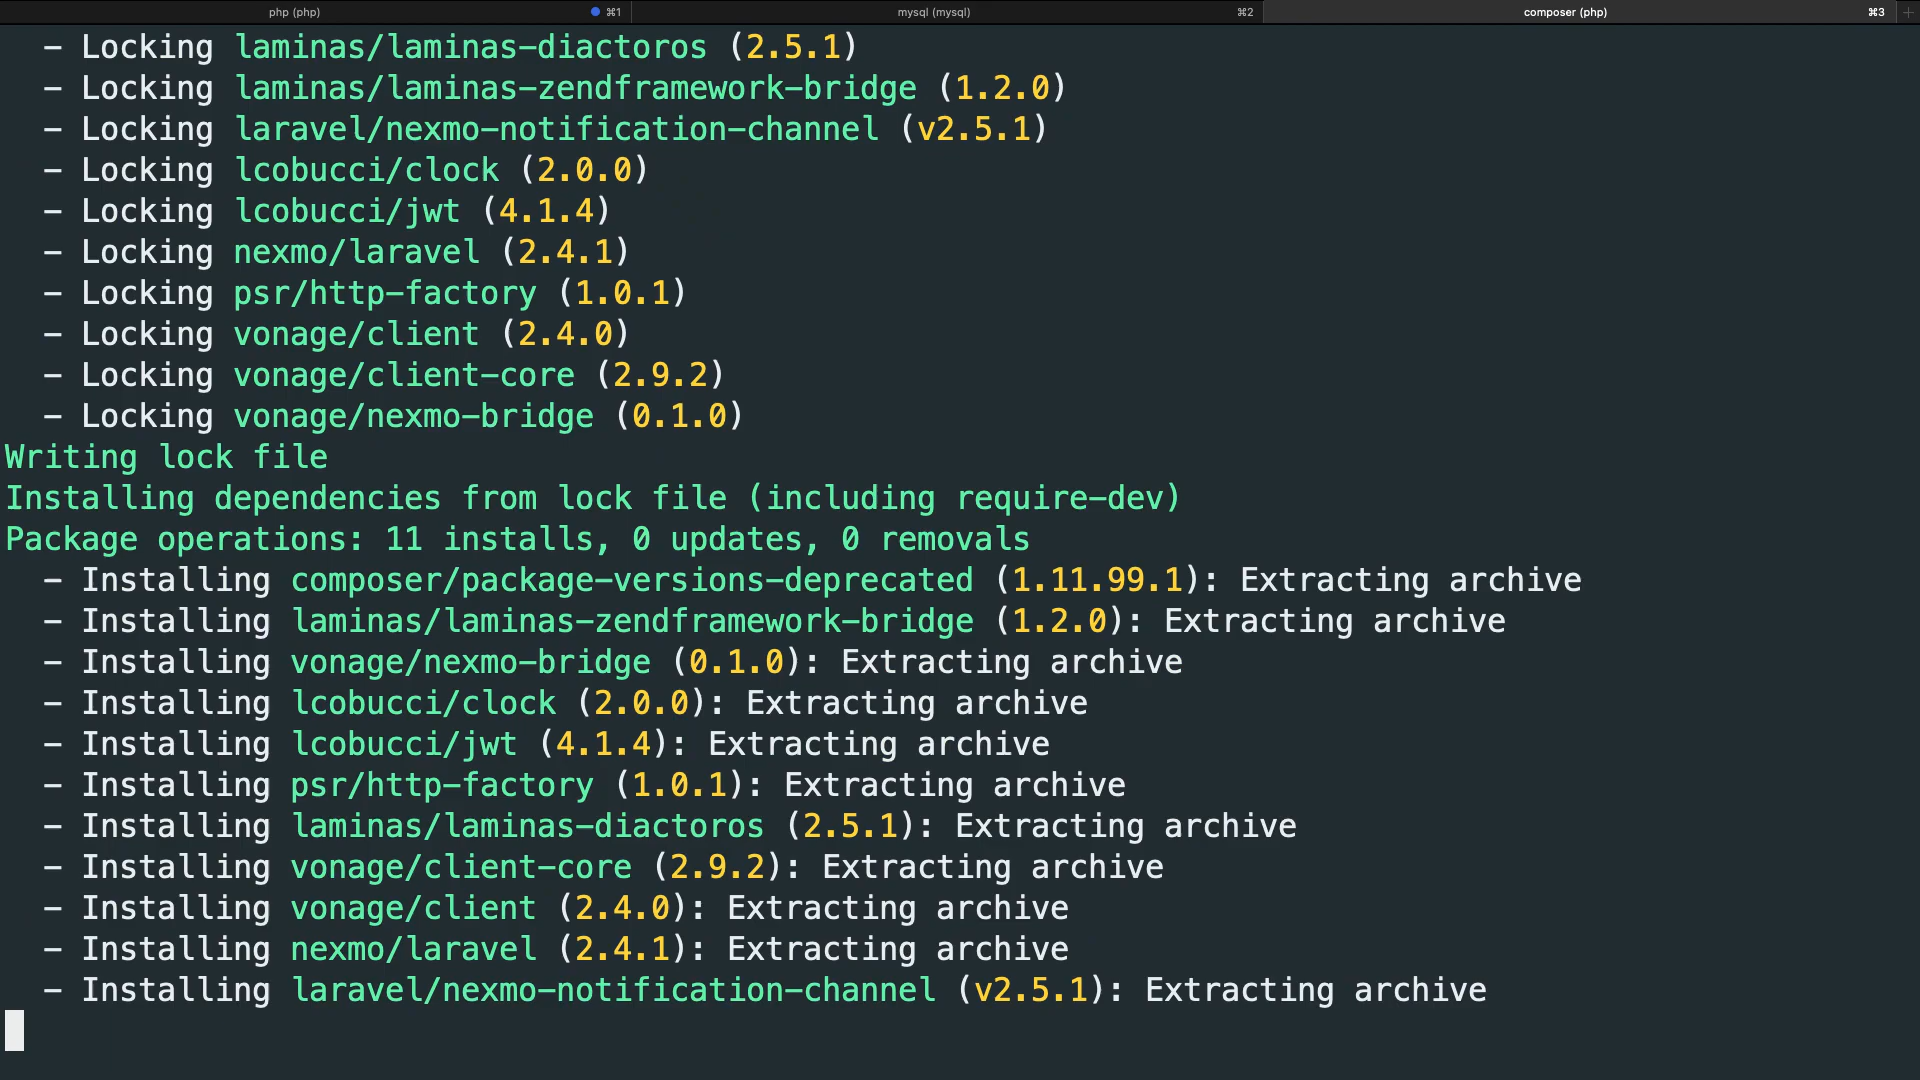 php (php) ⌘1 mysql (mysql) ⌘2 composer (php) ⌘3 +
- Locking laminas/laminas-diactoros (2.5.1)
- Locking laminas/laminas-zendframework-bridge (1.2.0)
- Locking laravel/nexmo-notification-channel (v2.5.1)
- Locking lcobucci/clock (2.0.0)
- Locking lcobucci/jwt (4.1.4)
- Locking nexmo/laravel (2.4.1)
- Locking psr/http-factory (1.0.1)
- Locking vonage/client (2.4.0)
- Locking vonage/client-core (2.9.2)
- Locking vonage/nexmo-bridge (0.1.0)
Writing lock file
Installing dependencies from lock file (including require-dev)
Package operations: 11 installs, 0 updates, 0 removals
- Installing composer/package-versions-deprecated (1.11.99.1): Extracting archive
- Installing laminas/laminas-zendframework-bridge (1.2.0): Extracting archive
- Installing vonage/nexmo-bridge (0.1.0): Extracting archive
- Installing lcobucci/clock (2.0.0): Extracting archive
- Installing lcobucci/jwt (4.1.4): Extracting archive
- Installing psr/http-factory (1.0.1): Extracting archive
- Installing laminas/laminas-diactoros (2.5.1): Extracting archive
- Installing vonage/client-core (2.9.2): Extracting archive
- Installing vonage/client (2.4.0): Extracting archive
- Installing nexmo/laravel (2.4.1): Extracting archive
- Installing laravel/nexmo-notification-channel (v2.5.1): Extracting archive